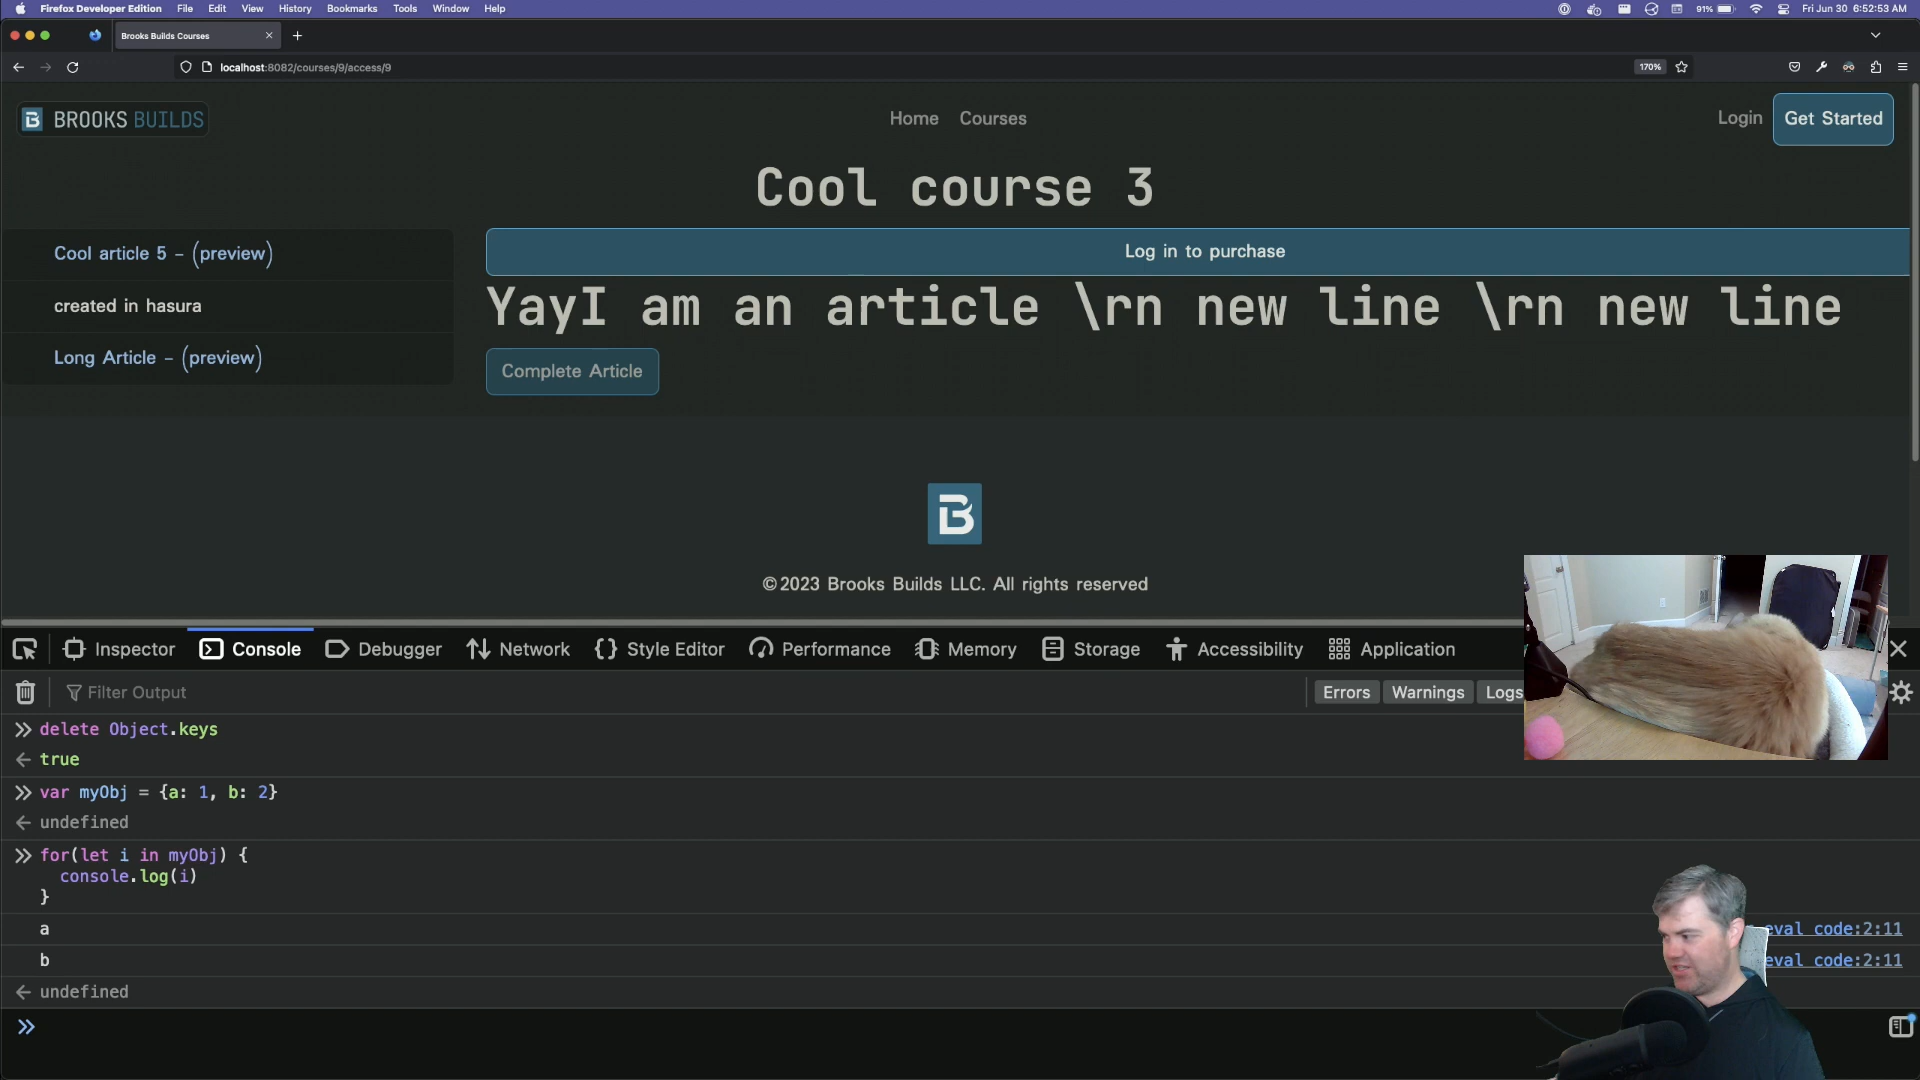 Firefox Developer Edition File Edit View History Bookmarks Tools Window Help 91% Fri Jun 30 6:52:53 AM
Brooks Builds Courses
localhost:8082/courses/9/access/9 170%
BROOKS BUILDS Home Courses Login Get Started
Cool course 3
Cool article 5 – (preview)
created in hasura
Long Article – (preview)
Log in to purchase
YayI am an article \rn new line \rn new line
Complete Article
©2023 Brooks Builds LLC. All rights reserved
Inspector Console Debugger Network Style Editor Performance Memory Storage Accessibility Application
Filter Output Errors Warnings Logs
delete Object.keys
true
var myObj = {a: 1, b: 2}
undefined
for(let i in myObj) {
console.log(i)
}
a eval code:2:11
b eval code:2:11
undefined